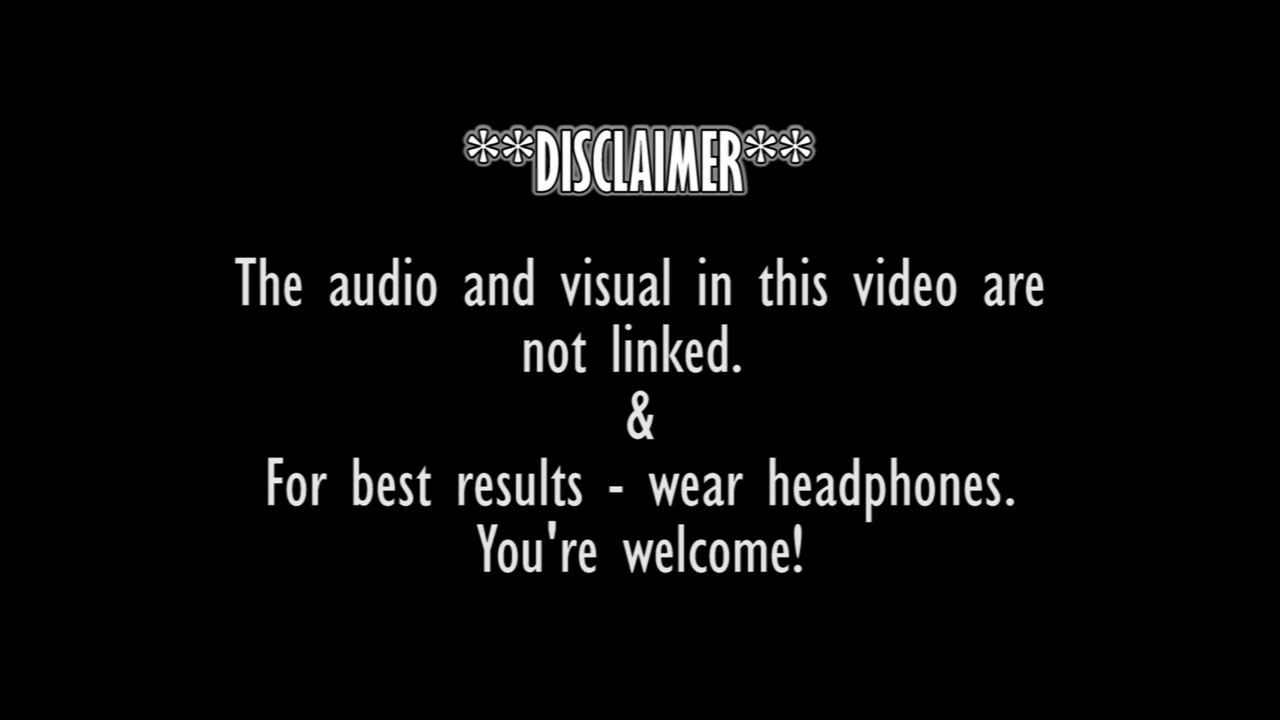 **DISCLAIMER**
The audio and visual in this video are
not linked.
&
For best results - wear headphones.
You're welcome!